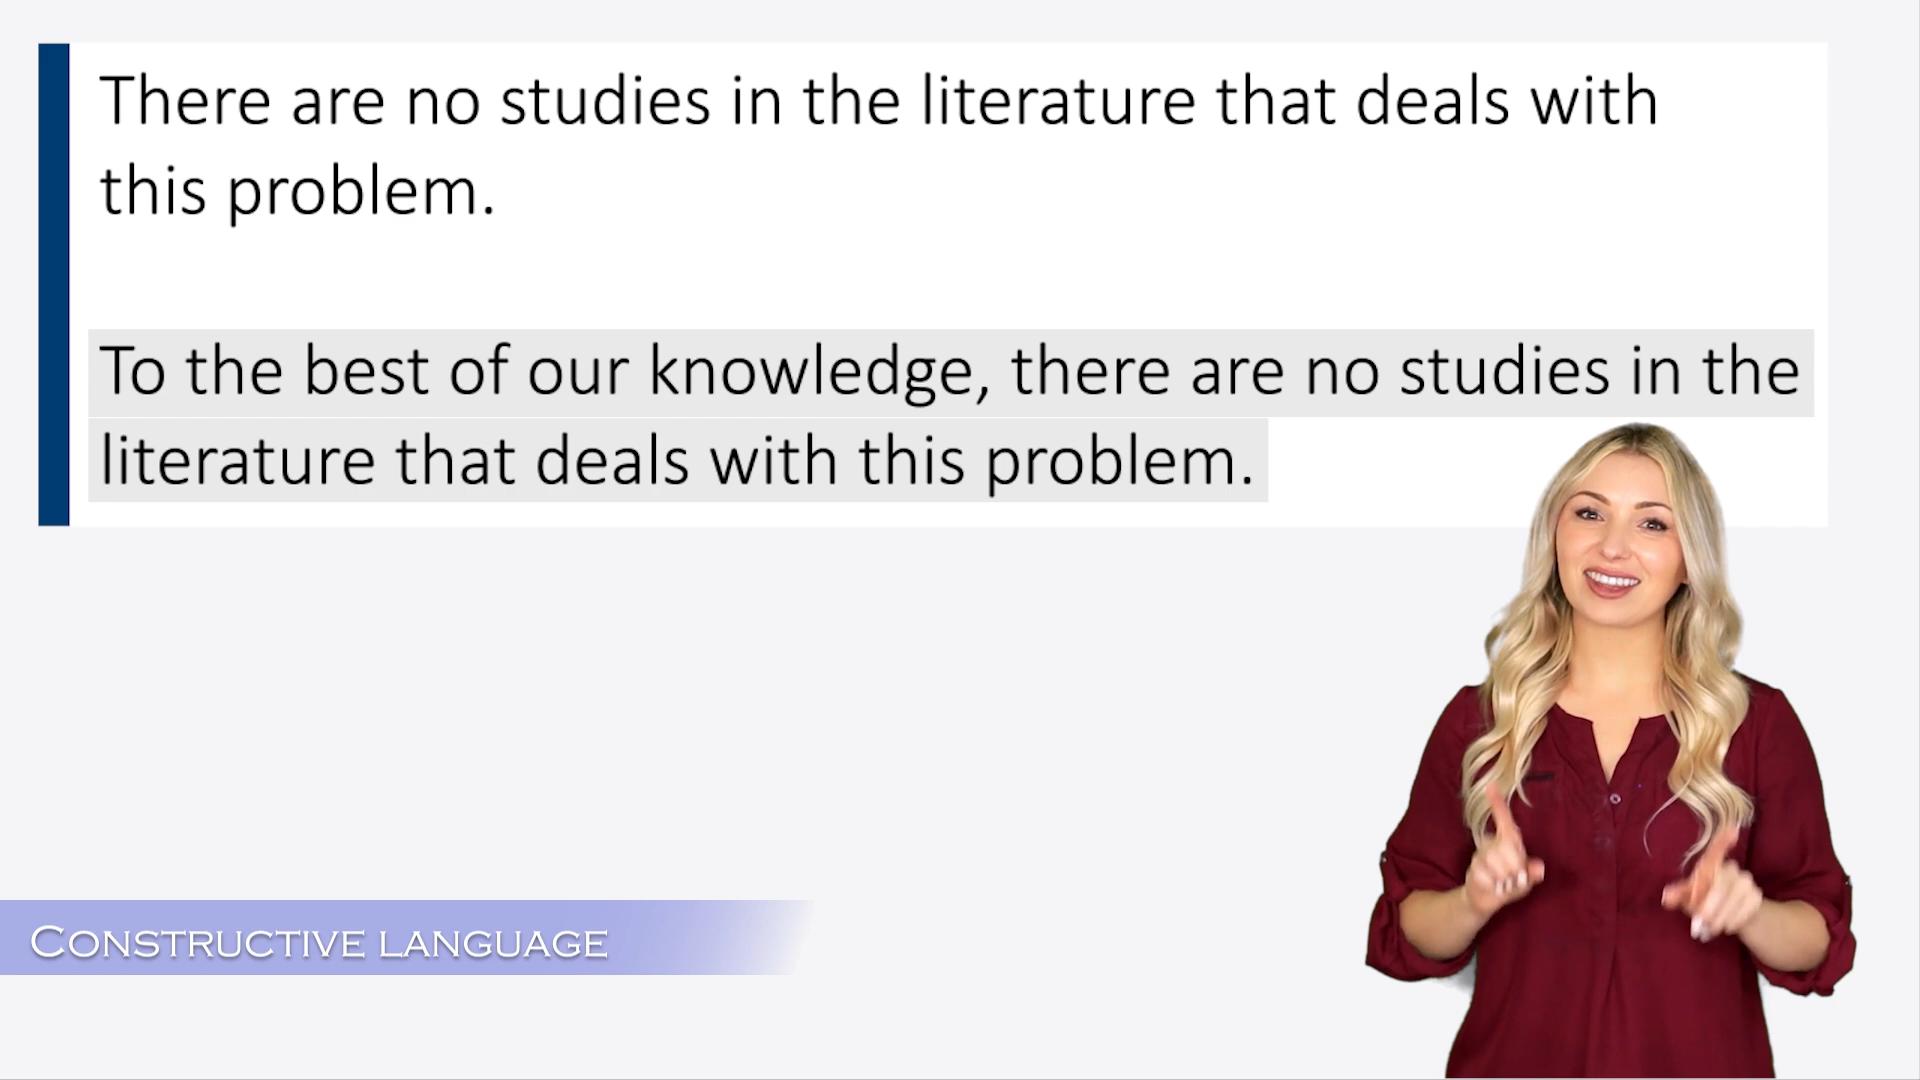 There are no studies in the literature that deals with
this problem.
To the best of our knowledge, there are no studies in the
literature that deals with this problem.
CONSTRUCTIVE LANGUAGE